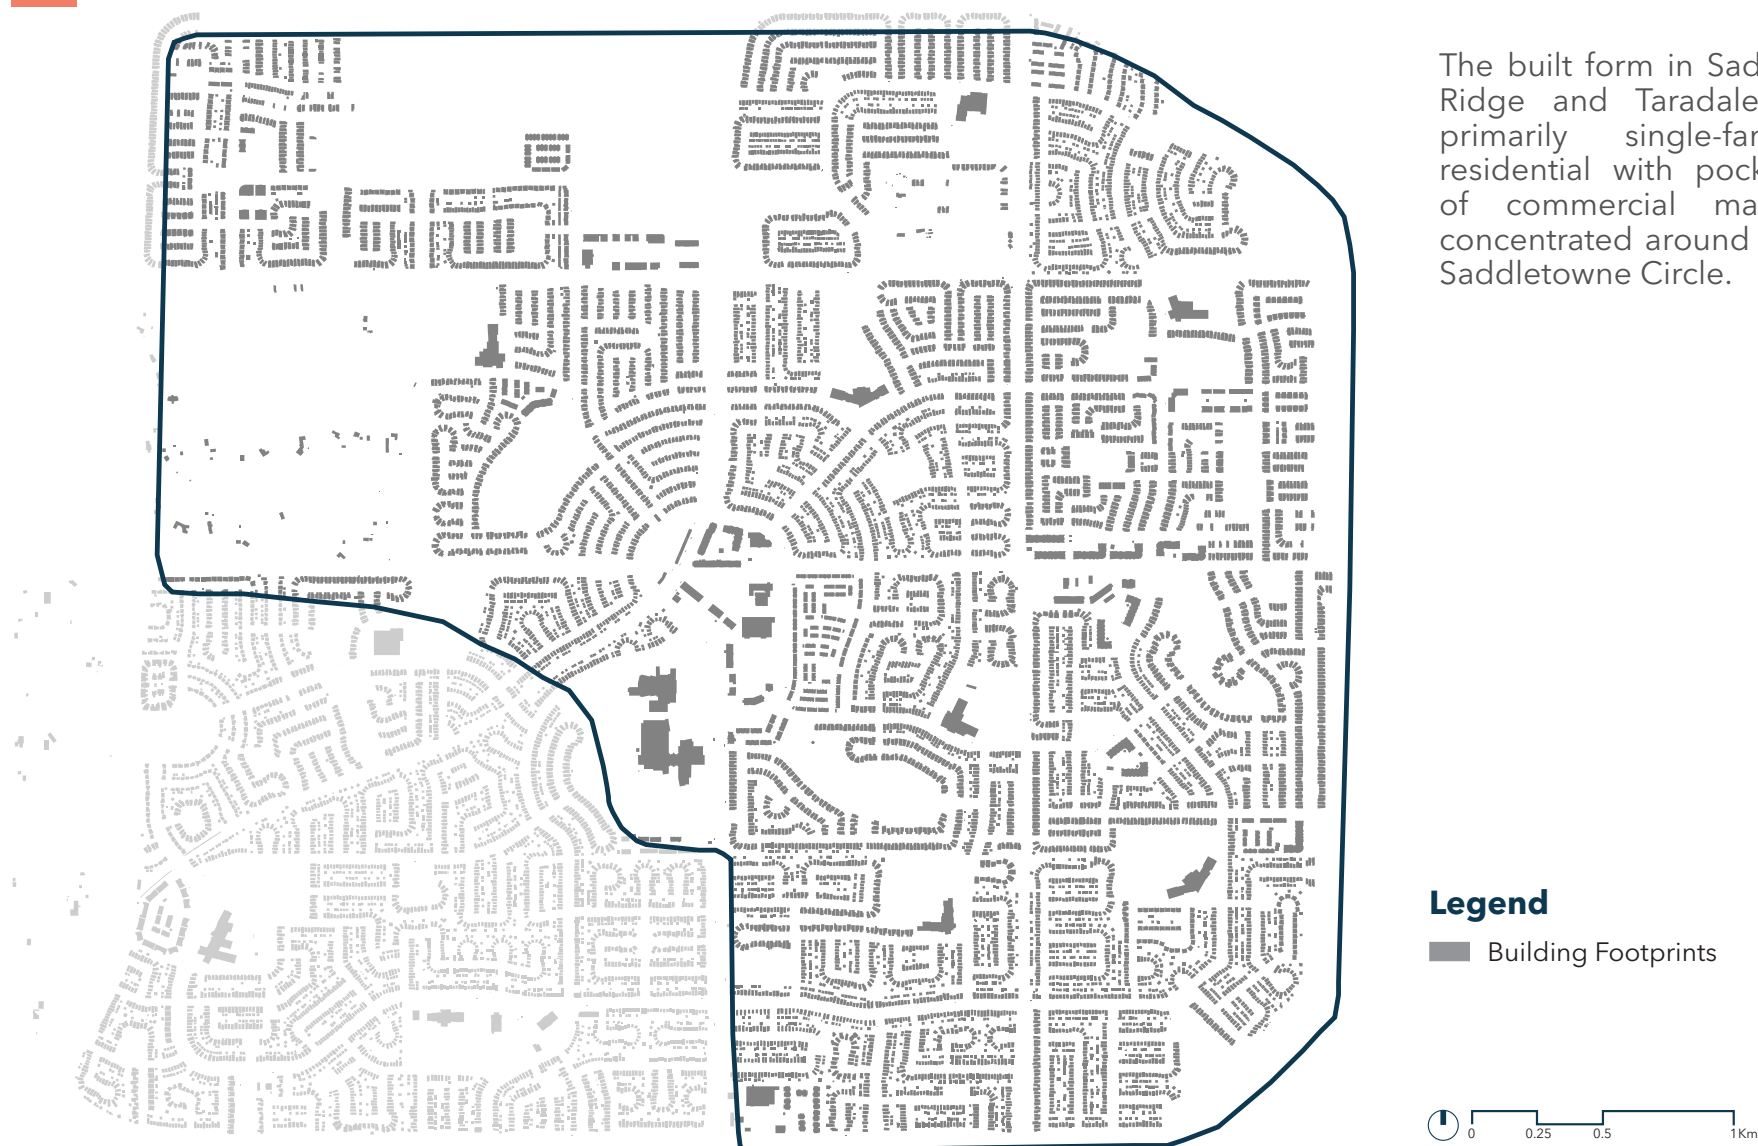 The built form in Sad
Ridge and Taradale
primarily single-far
residential with pock
of commercial ma
concentrated around
Saddletowne Circle.
Legend
Building Footprints
0 0.25 0.5 1Km